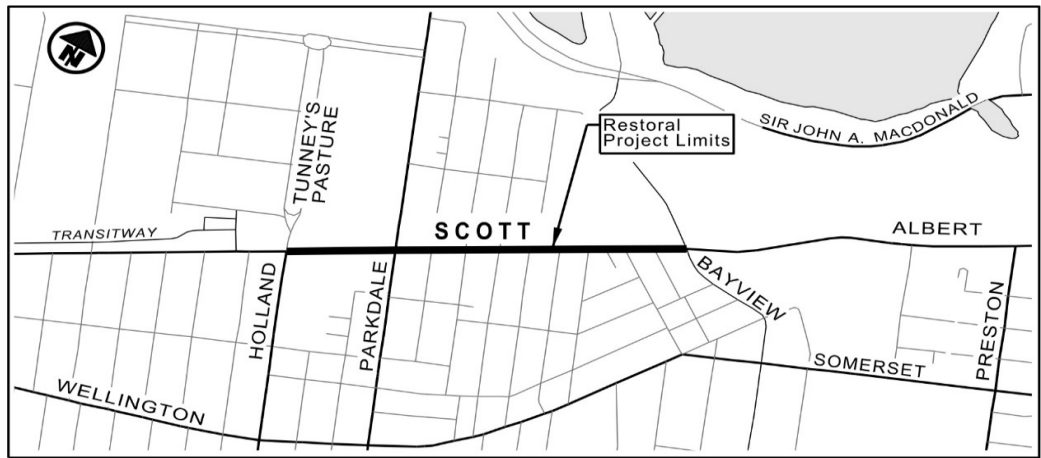 N
TUNNEY'S
PASTURE
SIR JOHN A. MACDONALD
Restoral
Project Limits
TRANSITWAY
SCOTT
ALBERT
HOLLAND
PARKDALE
BAYVIEW
PRESTON
WELLINGTON
SOMERSET